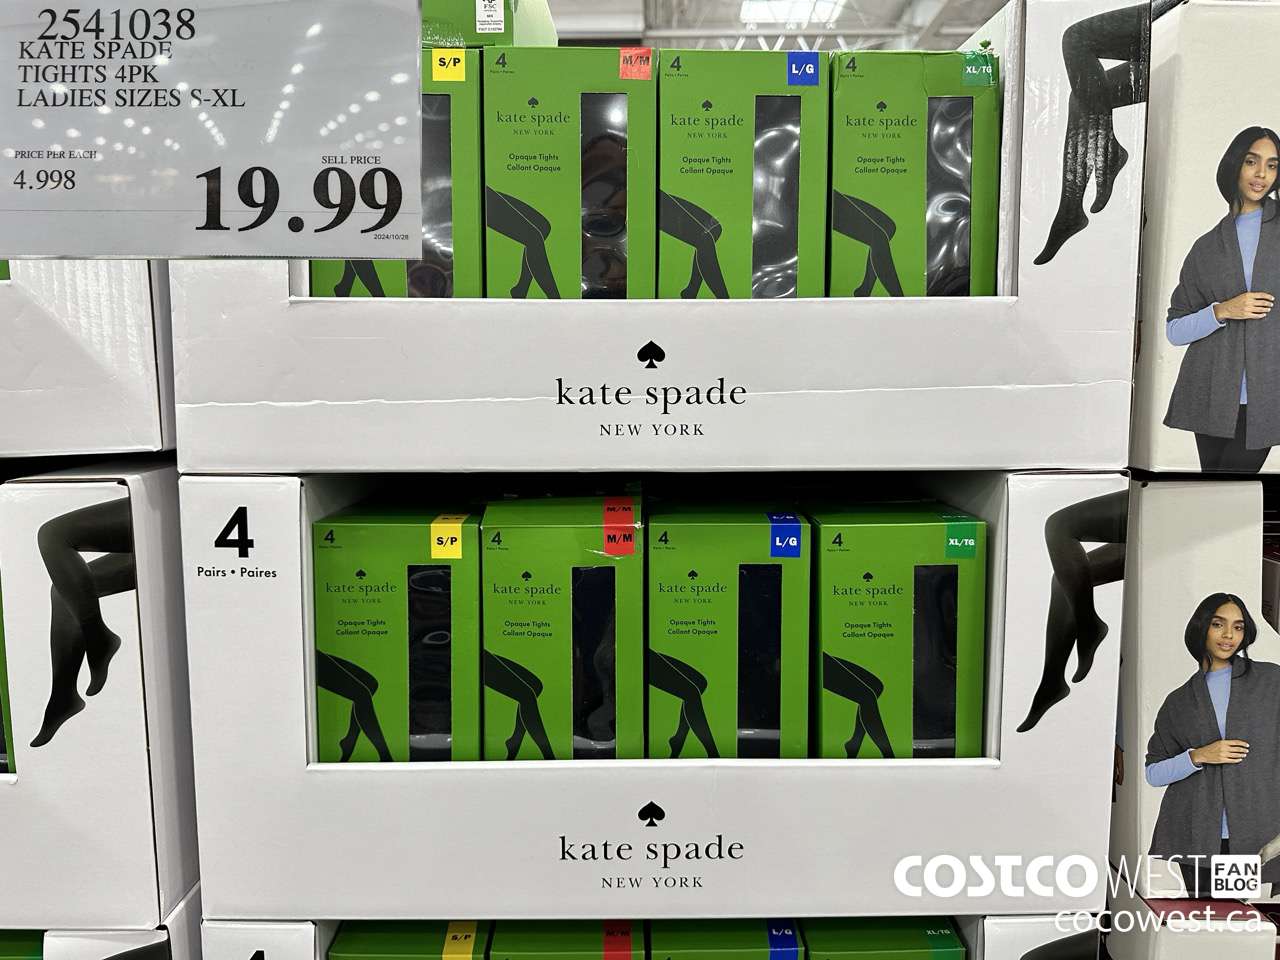 2541038
KATE SPADE
TIGHTS 4PK
LADIES SIZES S-XL
PRICE PER EACH
4.998
SELL PRICE
19.99
2024/10/28
FSC
S/P
4
M/M
kate spade
NEW YORK
Opaque Tights
Collant Opaque
4
L/G
kate spade
NEW YORK
Opaque Tights
Collant Opaque
4
XL/TG
kate spade
NEW YORK
Opaque Tights
Collant Opaque
kate spade
NEW YORK
4
Pairs • Paires
4
S/P
kate spade
NEW YORK
Opaque Tights
Collant Opaque
4
M/M
M/M
kate spade
NEW YORK
Opaque Tights
Collant Opaque
4
L/G
L/G
kate spade
NEW YORK
Opaque Tights
Collant Opaque
4
XL/TG
kate spade
NEW YORK
Opaque Tights
Collant Opaque
kate spade
NEW YORK
4
S/P
M/M
L/G
XL/TG
COSTCO WEST FAN BLOG
cocowest.ca